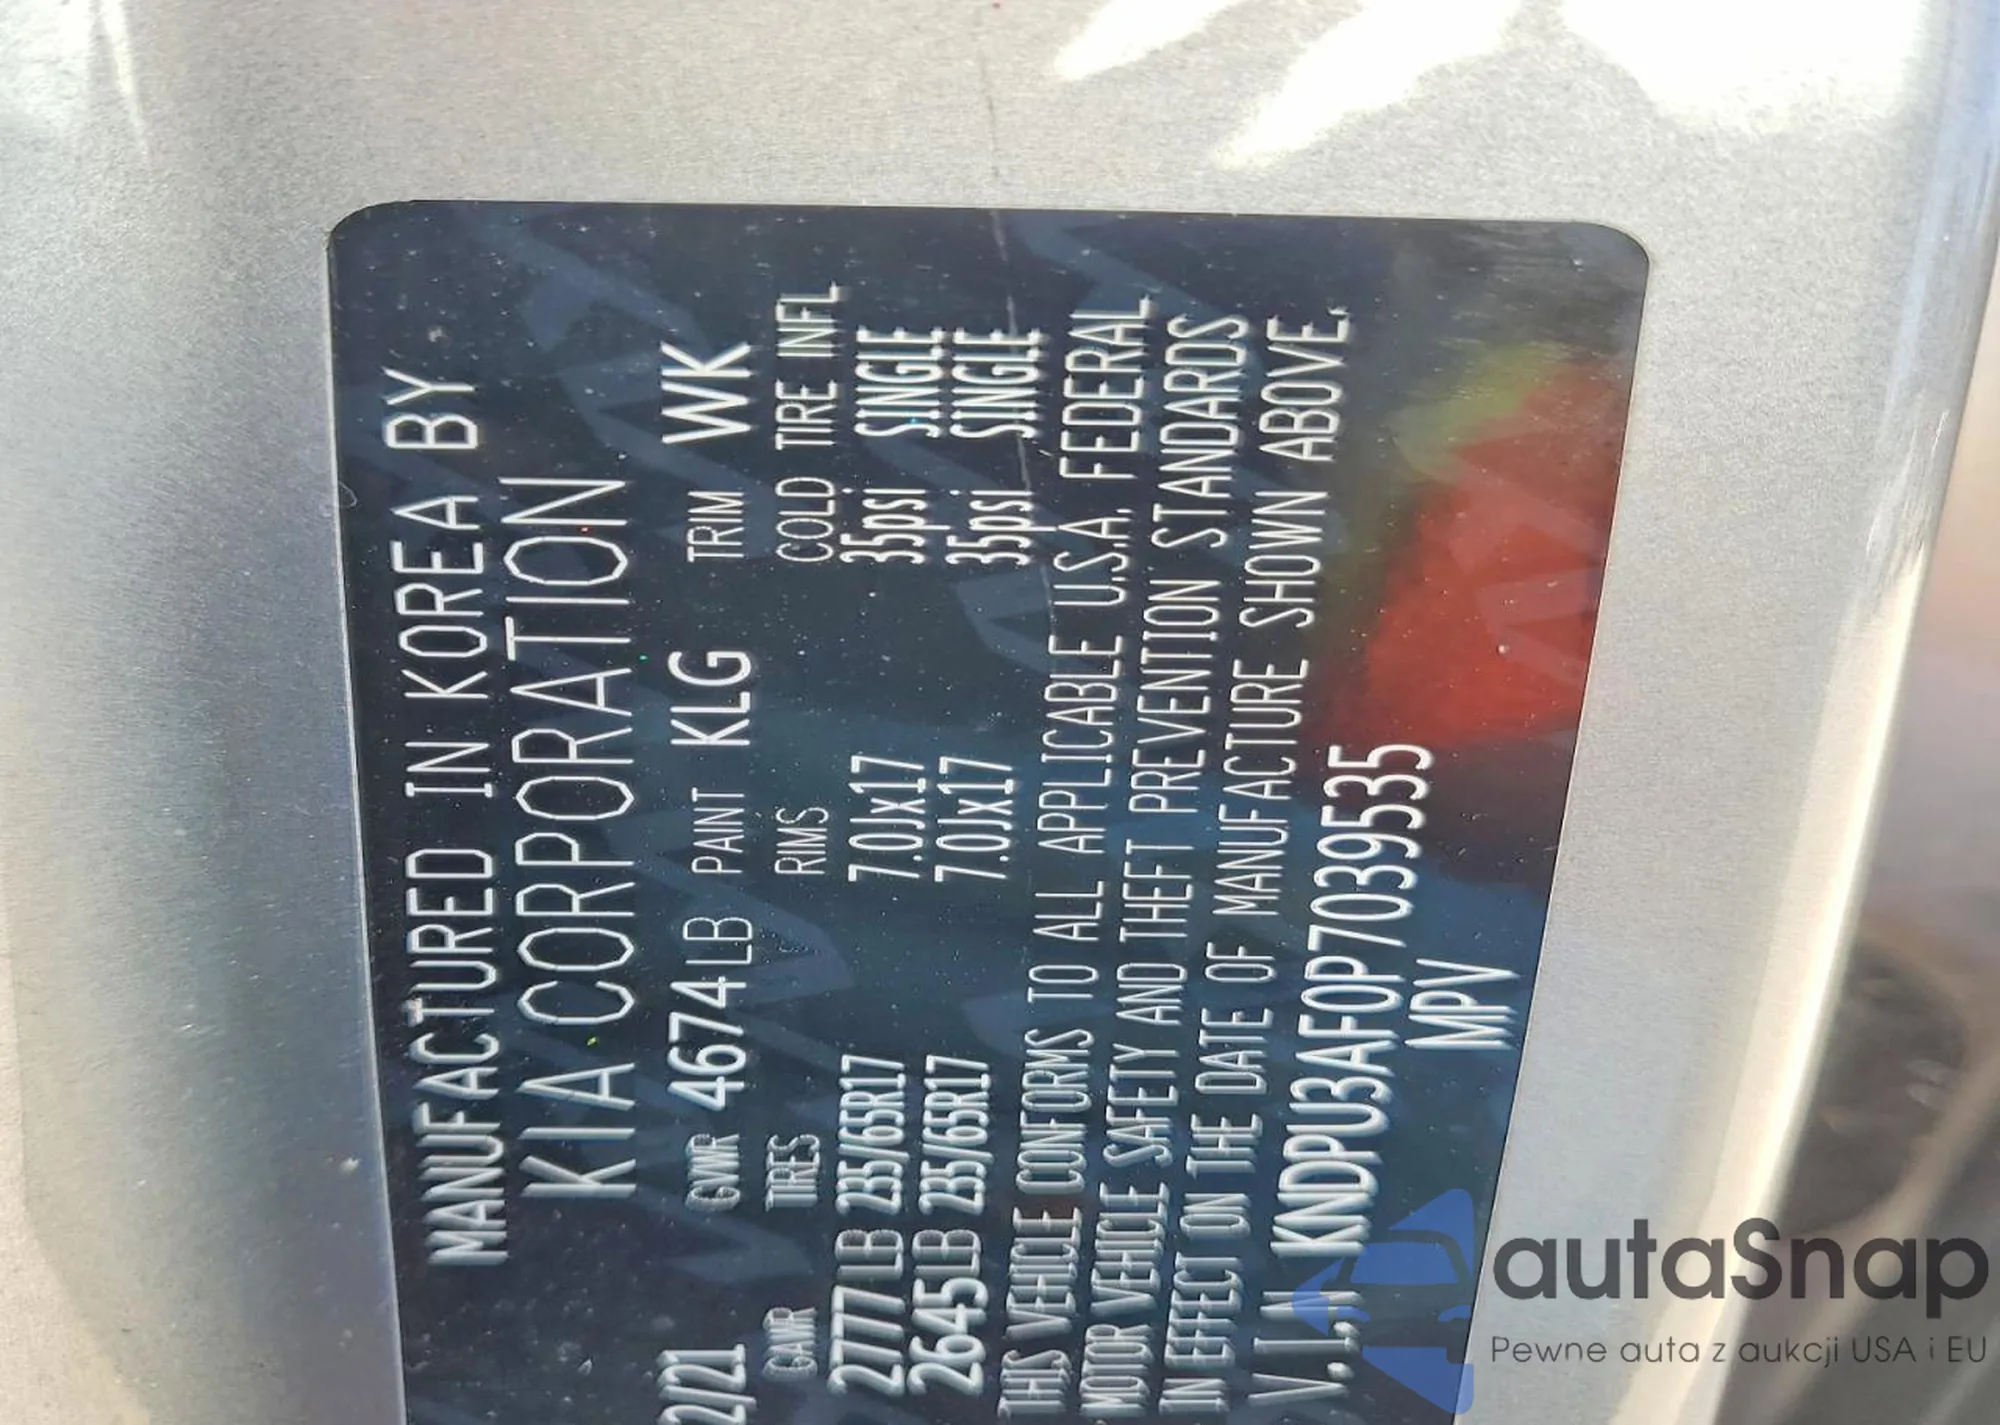 MANUFACTURED IN KOREA BY
KIA CORPORATION
2/21 GVWR 4674LB PAINT KLG TRIM WK
GAWR TIRES RIMS COLD TIRE INFL
2777LB 235/65R17 7.0Jx17 35psi SINGLE
2645LB 235/65R17 7.0Jx17 35psi SINGLE
THIS VEHICLE CONFORMS TO ALL APPLICABLE U.S.A. FEDERAL
MOTOR VEHICLE SAFETY AND THEFT PREVENTION STANDARDS
IN EFFECT ON THE DATE OF MANUFACTURE SHOWN ABOVE.
V.I.N KNDPU3AF0P7039535
MPV
autaSnap
Pewne auta z aukcji USA i EU